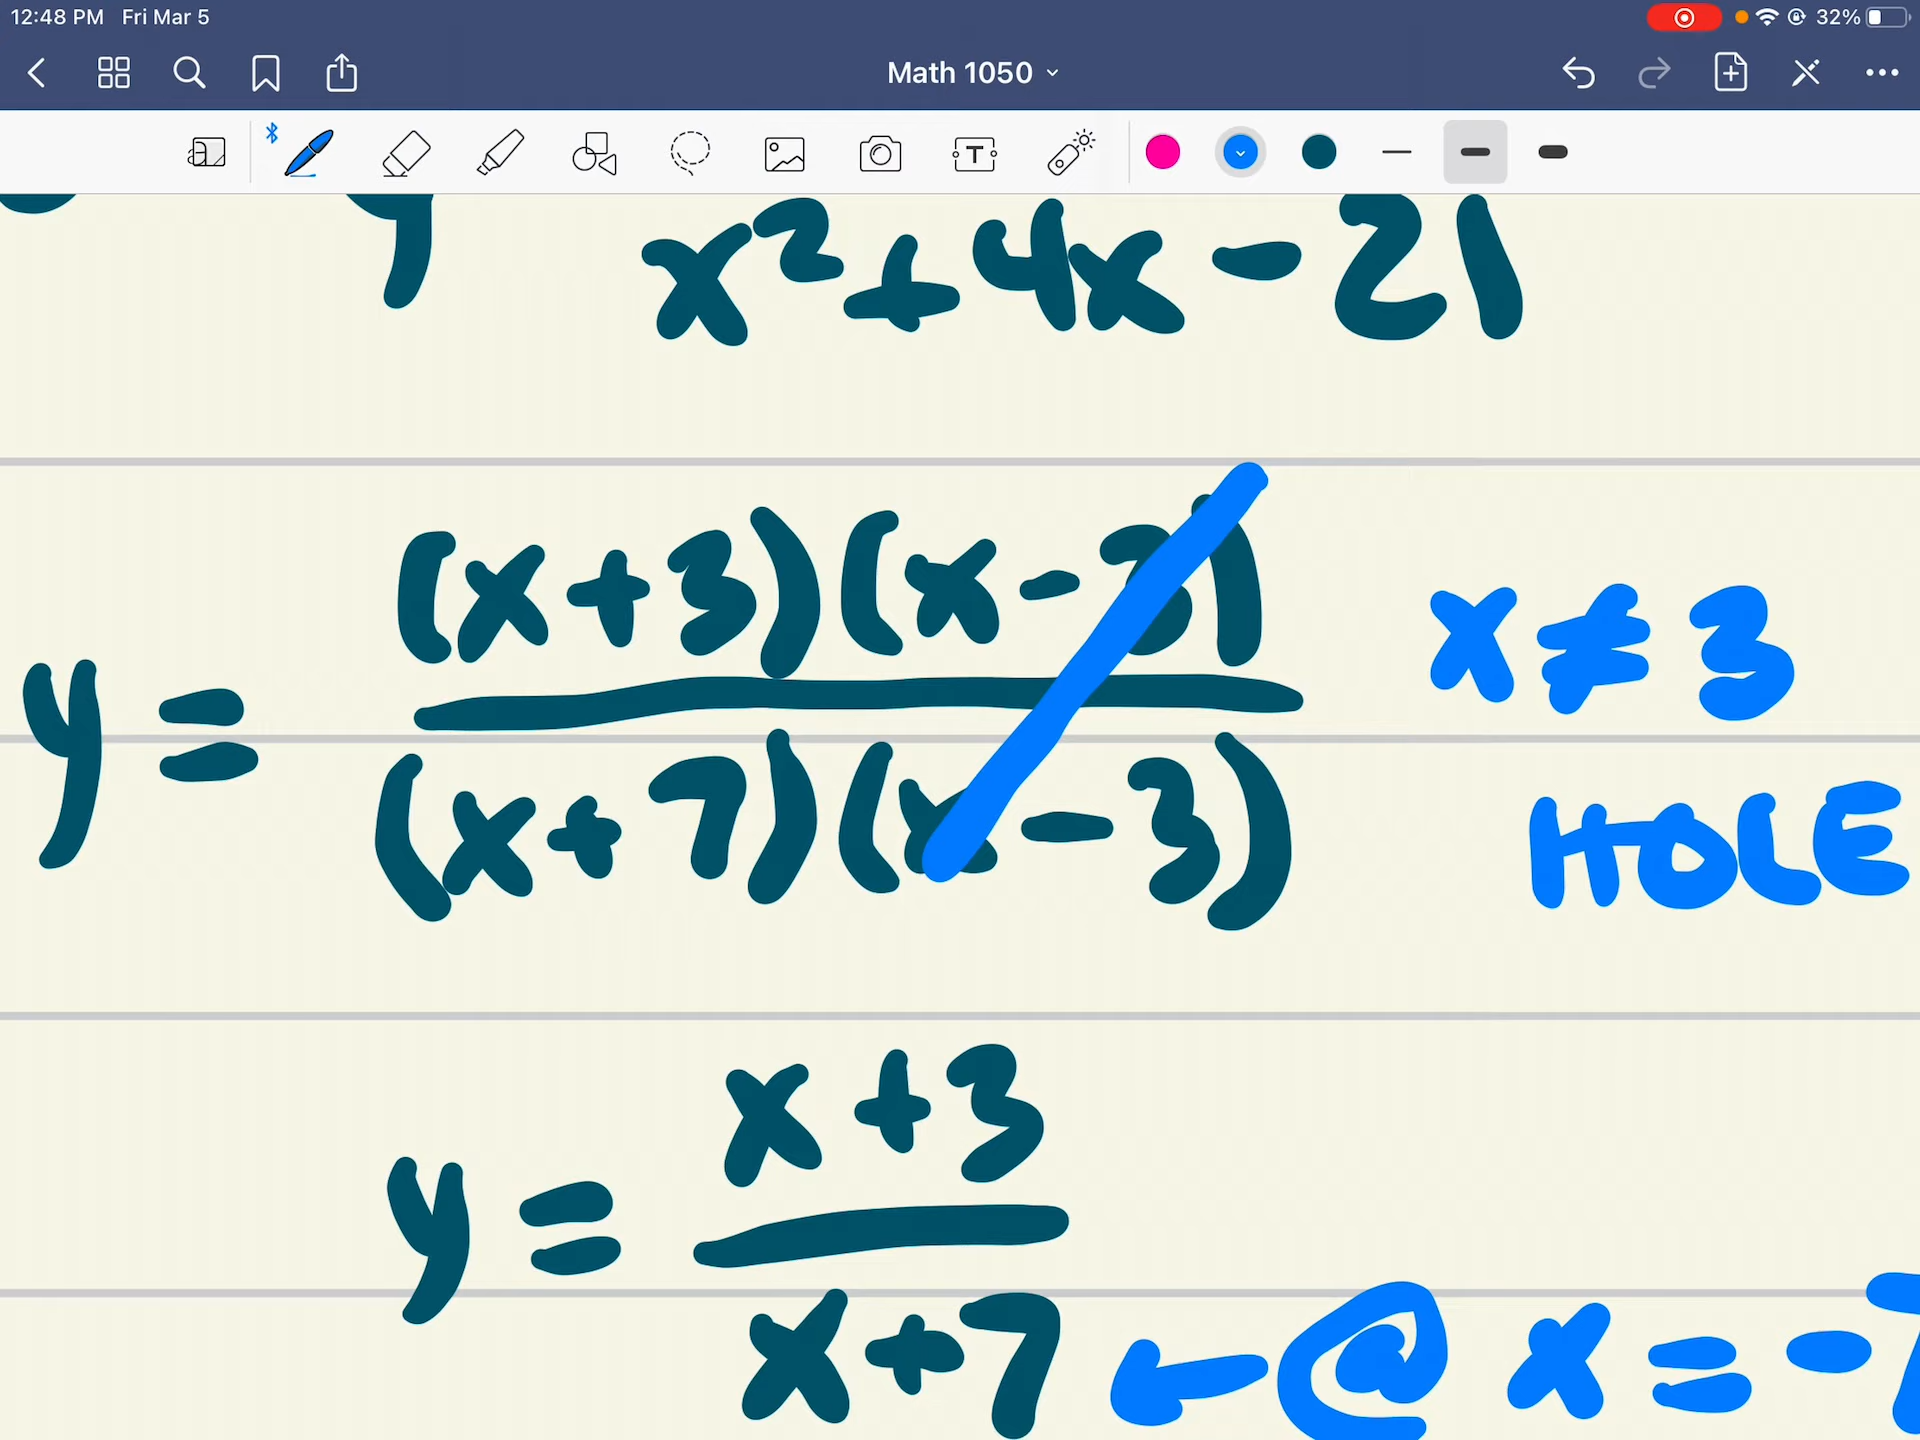 12:48 PM Fri Mar 5
32%
Math 1050
T
y x² + 4x - 21
y = (x + 3)(x - 3)
(x + 7)(x - 3)
x ≠ 3
HOLE
y = x + 3
x + 7 ← @ x = -7